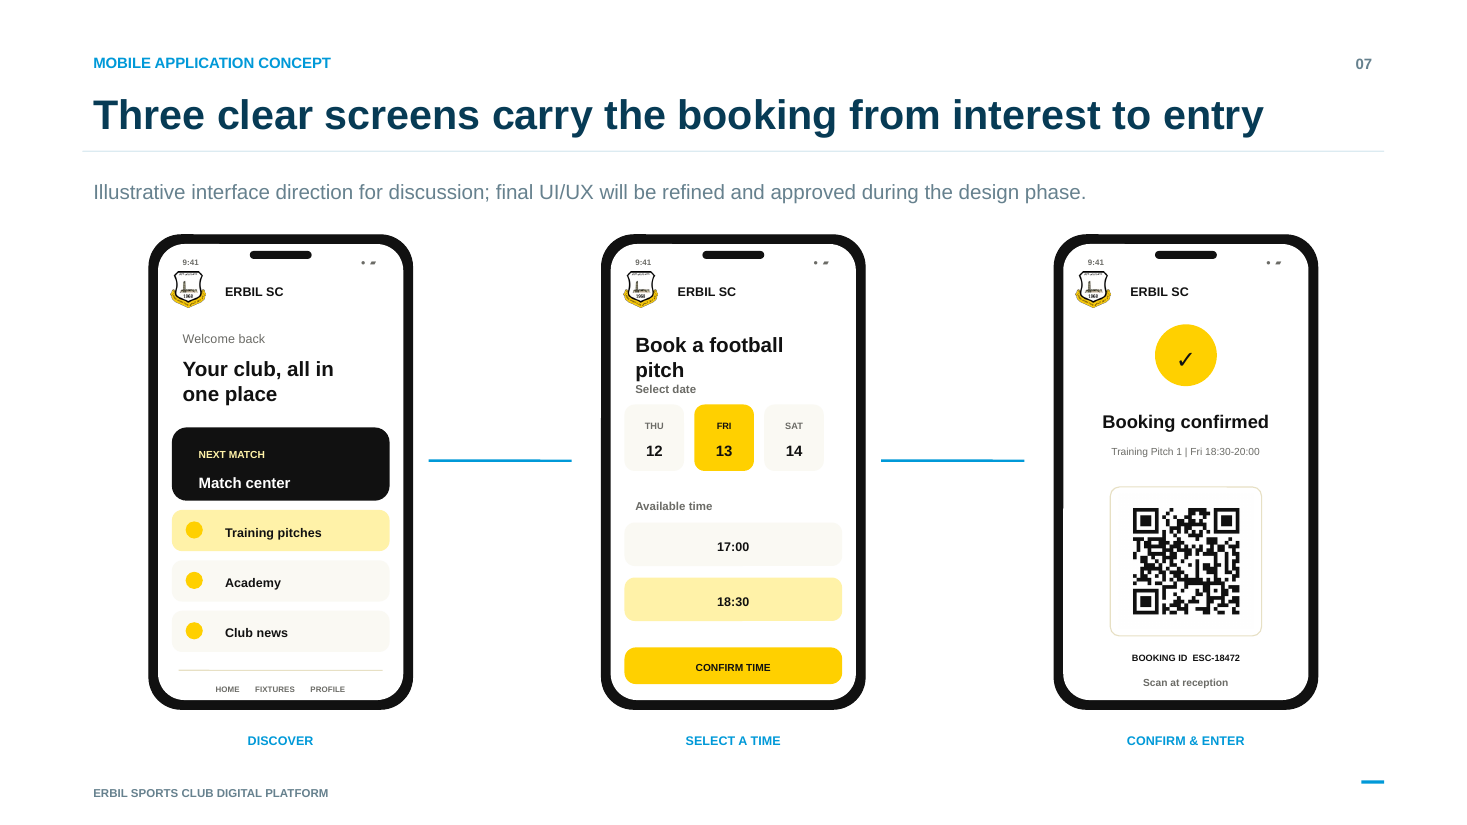 MOBILE APPLICATION CONCEPT
07
Three clear screens carry the booking from interest to entry
Illustrative interface direction for discussion; final UI/UX will be refined and approved during the design phase.
9:41
1968
ERBIL SC
Welcome back
Your club, all in
one place
NEXT MATCH
Match center
Training pitches
Academy
Club news
HOME FIXTURES PROFILE
DISCOVER
9:41
1968
ERBIL SC
Book a football
pitch
Select date
THU FRI SAT
12 13 14
Available time
17:00
18:30
CONFIRM TIME
SELECT A TIME
9:41
1968
ERBIL SC
✓
Booking confirmed
Training Pitch 1 | Fri 18:30-20:00
BOOKING ID ESC-18472
Scan at reception
CONFIRM & ENTER
ERBIL SPORTS CLUB DIGITAL PLATFORM